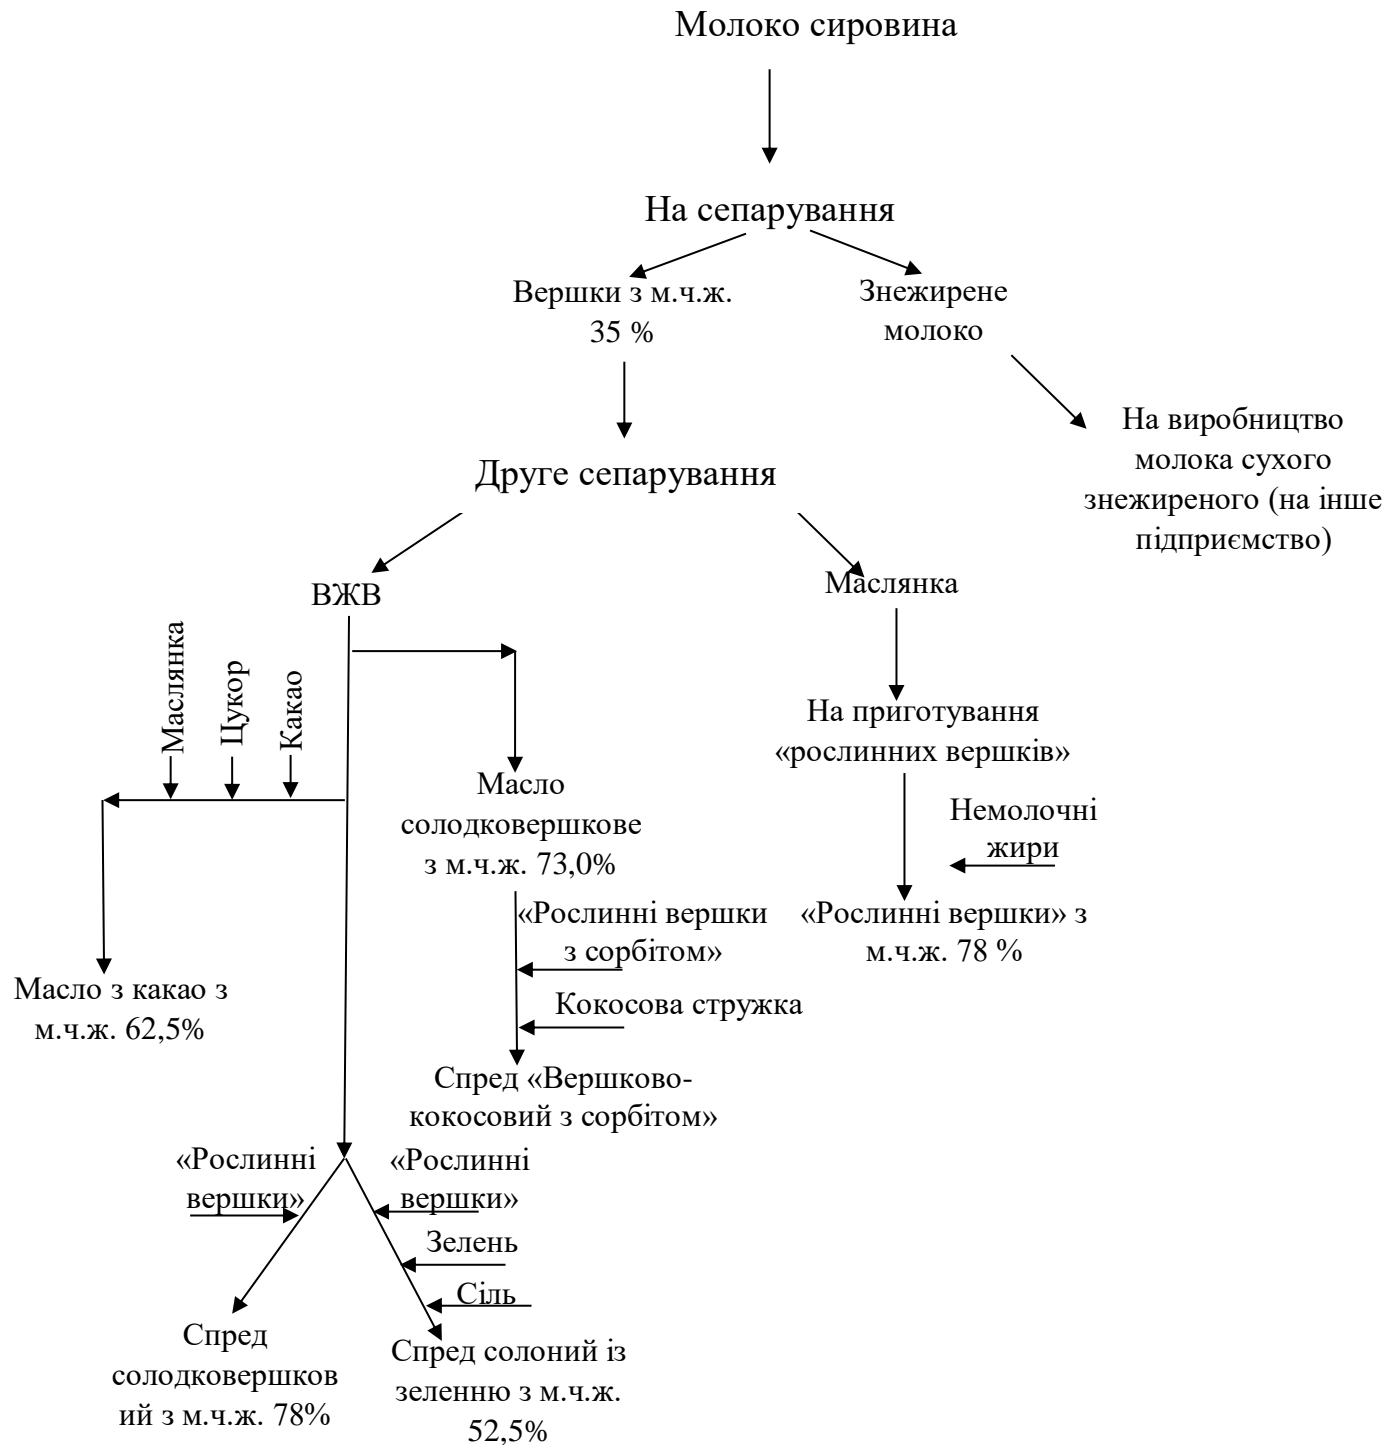 Молоко сировина
На сепарування
Вершки з м.ч.ж.
35 %
Знежирене
молоко
На виробництво
молока сухого
знежиреного (на інше
підприємство)
Друге сепарування
ВЖВ
Маслянка
Маслянка
Цукор
Какао
На приготування
«рослинних вершків»
Немолочні
жири
Масло
солодковершкове
з м.ч.ж. 73,0%
«Рослинні вершки
з сорбітом»
«Рослинні вершки» з
м.ч.ж. 78 %
Масло з какао з
м.ч.ж. 62,5%
Кокосова стружка
Спред «Вершково-
кокосовий з сорбітом»
«Рослинні
вершки»
«Рослинні
вершки»
Зелень
Сіль
Спред
солодковершков
ий з м.ч.ж. 78%
Спред солоний із
зеленню з м.ч.ж.
52,5%